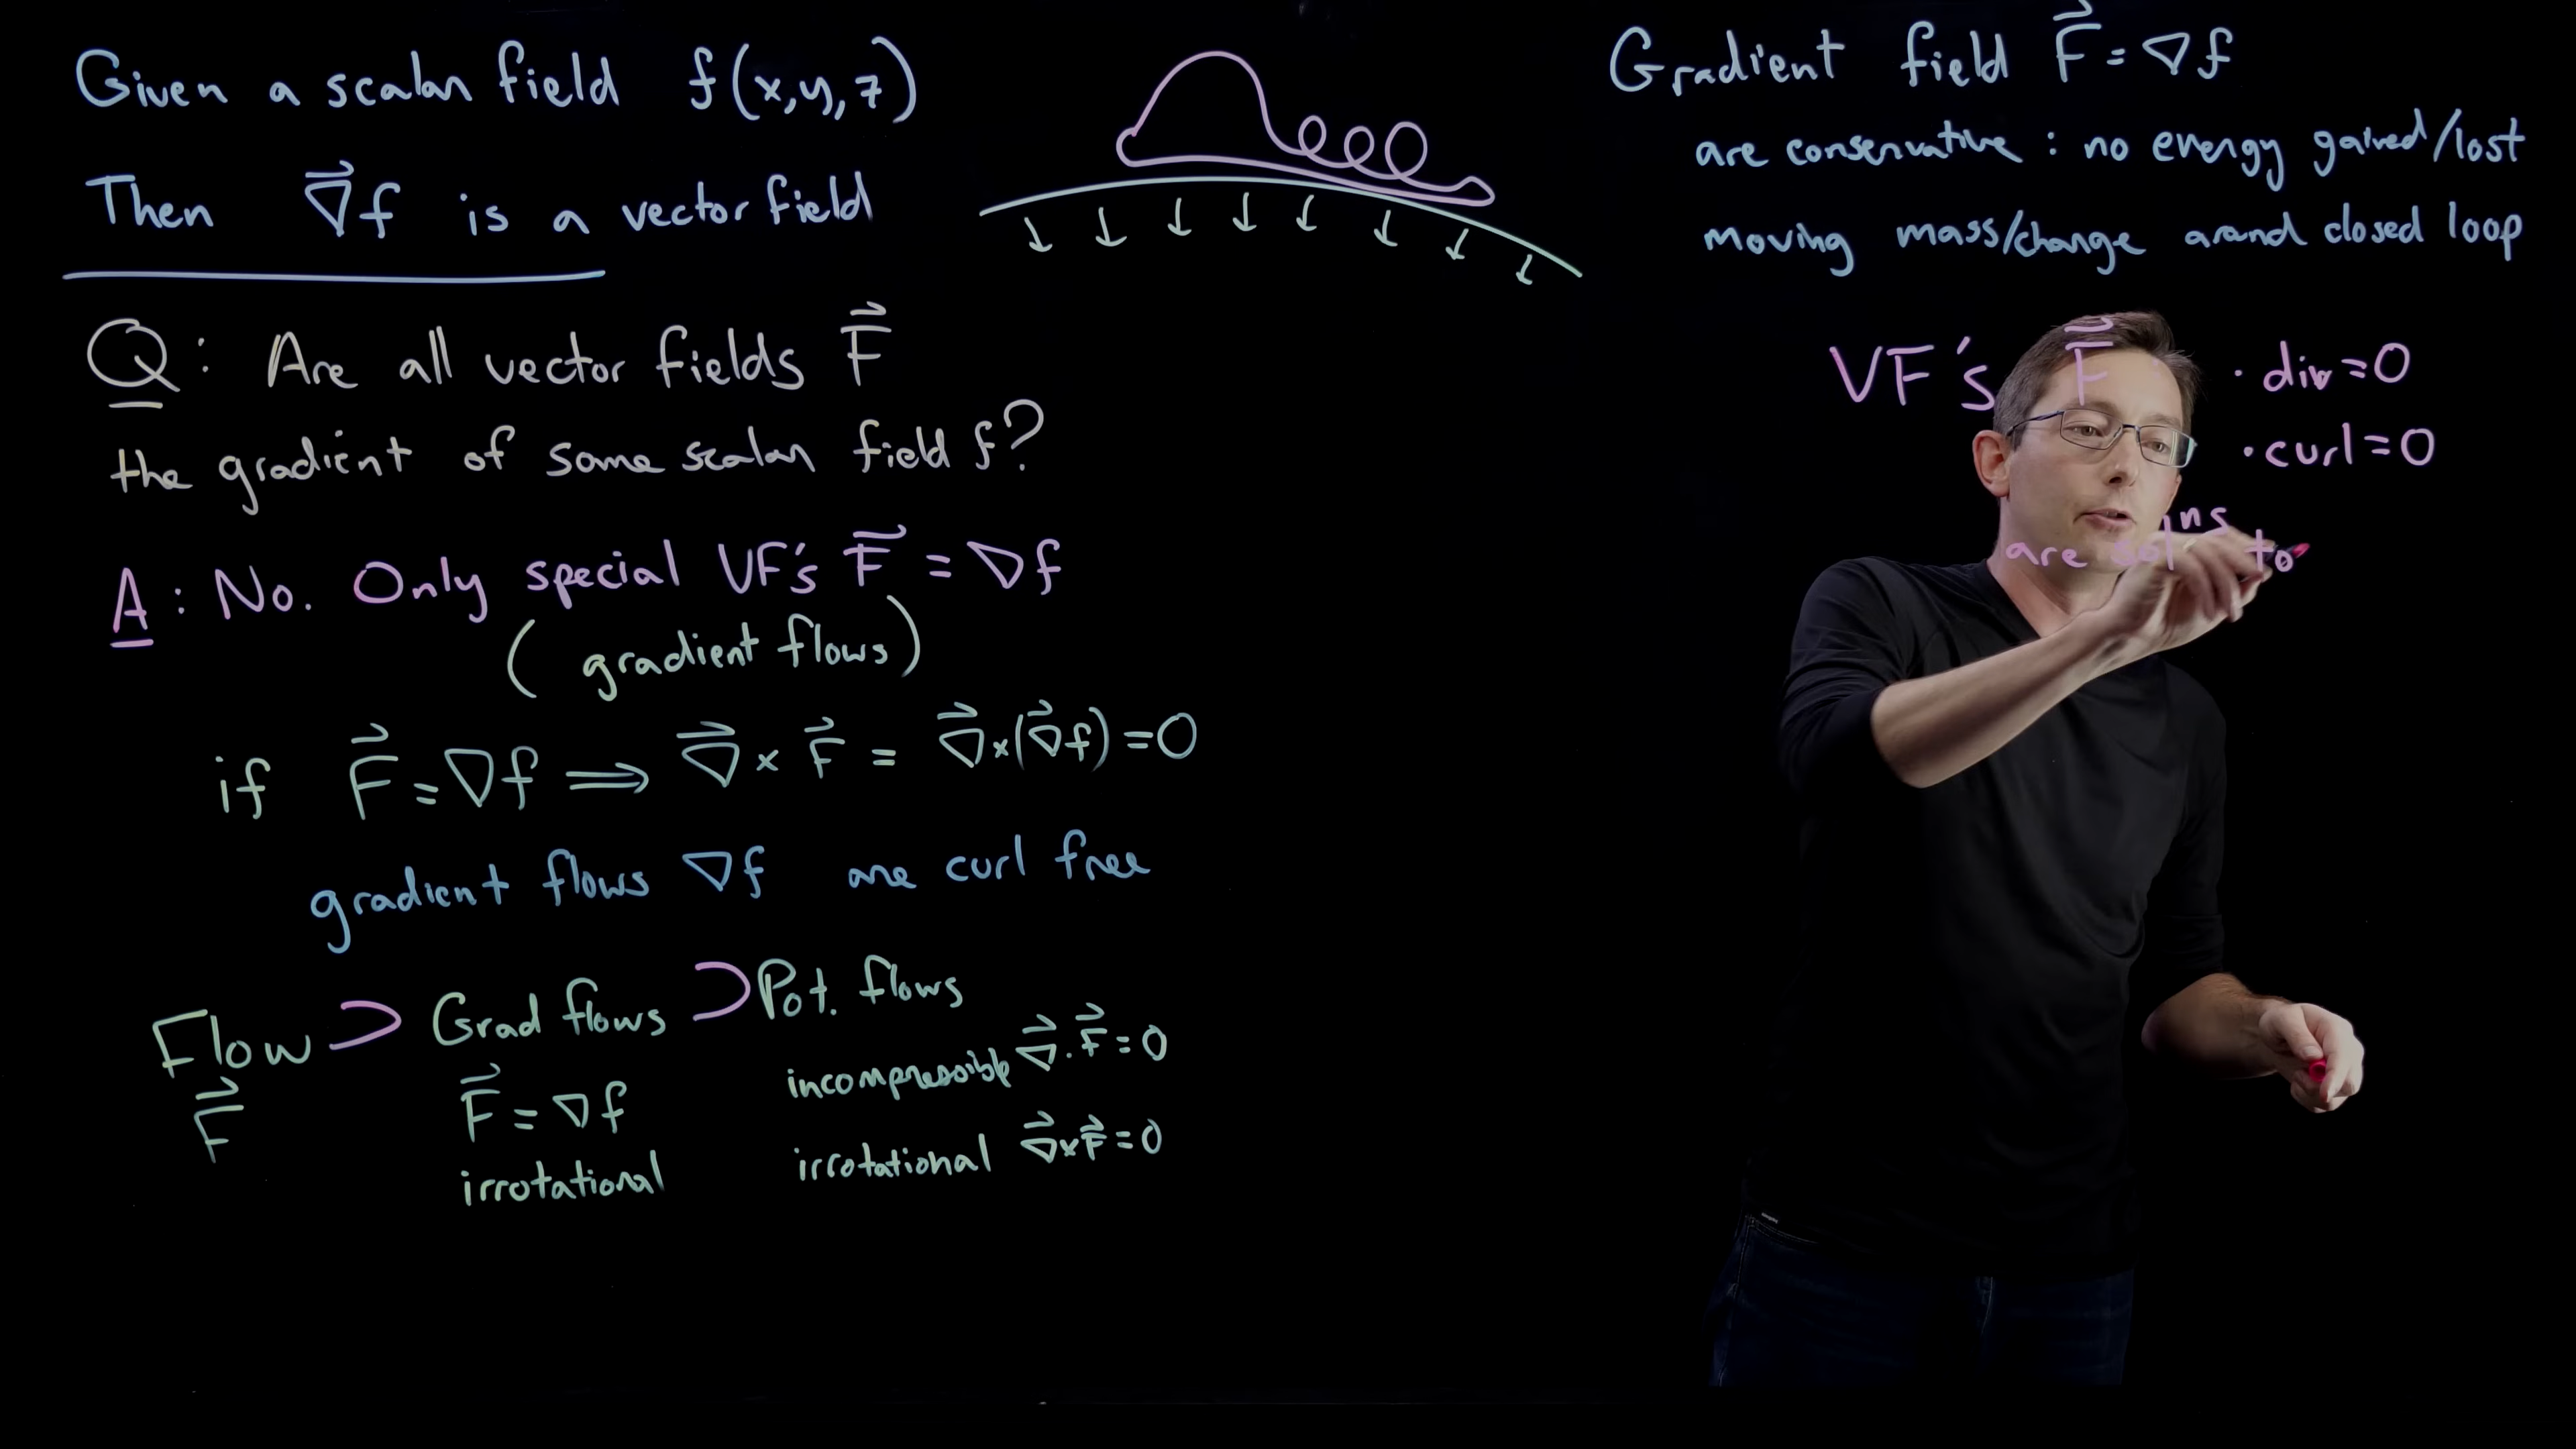 Given a scalar field f(x,y,z)
Then ∇⃗f is a vector field
Q: Are all vector fields F⃗
the gradient of some scalar field f?
A: No. Only special VF's F⃗ = ∇f
(gradient flows)
if F⃗ = ∇f ⟹ ∇⃗ × F⃗ = ∇⃗×(∇⃗f) = 0
gradient flows ∇f are curl free
Flow ⊃ Grad flows ⊃ Pot. flows
F⃗
F⃗ = ∇f
irrotational
incompressible ∇⃗·F⃗ = 0
irrotational ∇⃗×F⃗ = 0
Gradient field F⃗ = ∇f
are conservative : no energy gained/lost
moving mass/change around closed loop
VF's F⃗ · div = 0
· curl = 0
are solns to